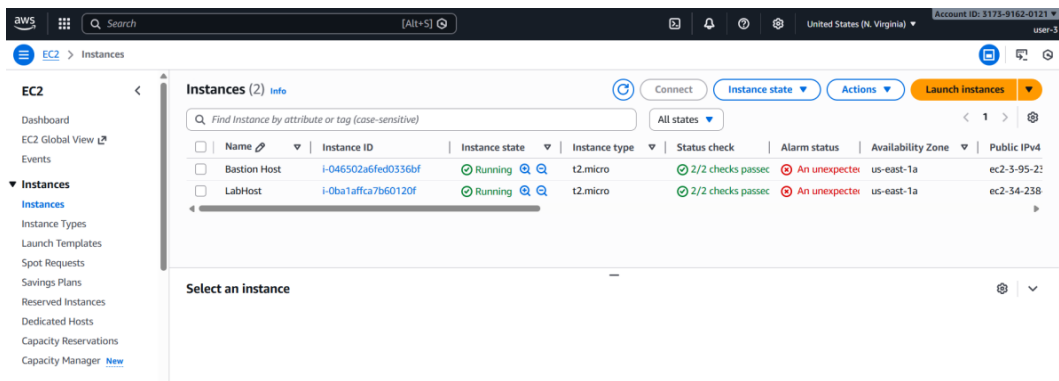 aws Search [Alt+S] United States (N. Virginia) Account ID: 3173-9162-0121
user-3
EC2 > Instances
EC2
Dashboard
EC2 Global View
Events
Instances
Instances
Instance Types
Launch Templates
Spot Requests
Savings Plans
Reserved Instances
Dedicated Hosts
Capacity Reservations
Capacity Manager New
Instances (2) Info Connect Instance state Actions Launch instances
Find Instance by attribute or tag (case-sensitive) All states 1
Name Instance ID Instance state Instance type Status check Alarm status Availability Zone Public IPv4
Bastion Host i-046502a6fed0336bf Running t2.micro 2/2 checks passec An unexpected us-east-1a ec2-3-95-23
LabHost i-0ba1affca7b60120f Running t2.micro 2/2 checks passec An unexpected us-east-1a ec2-34-238
Select an instance